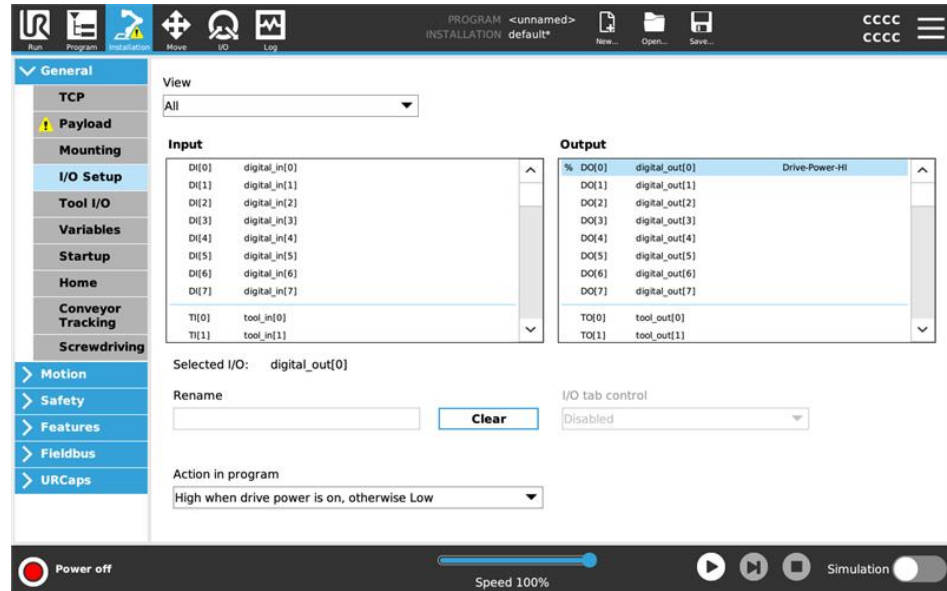 PROGRAM <unnamed>
INSTALLATION default*
CCCC
CCCC
Run Program Installation Move I/O Log New... Open... Save...
General
TCP
Payload
Mounting
I/O Setup
Tool I/O
Variables
Startup
Home
Conveyor
Tracking
Screwdriving
Motion
Safety
Features
Fieldbus
URCaps
View
All
Input
DI[0] digital_in[0]
DI[1] digital_in[1]
DI[2] digital_in[2]
DI[3] digital_in[3]
DI[4] digital_in[4]
DI[5] digital_in[5]
DI[6] digital_in[6]
DI[7] digital_in[7]
TI[0] tool_in[0]
TI[1] tool_in[1]
Output
% DO[0] digital_out[0] Drive-Power-HI
DO[1] digital_out[1]
DO[2] digital_out[2]
DO[3] digital_out[3]
DO[4] digital_out[4]
DO[5] digital_out[5]
DO[6] digital_out[6]
DO[7] digital_out[7]
TO[0] tool_out[0]
TO[1] tool_out[1]
Selected I/O: digital_out[0]
Rename
Clear
I/O tab control
Disabled
Action in program
High when drive power is on, otherwise Low
Power off
Speed 100%
Simulation